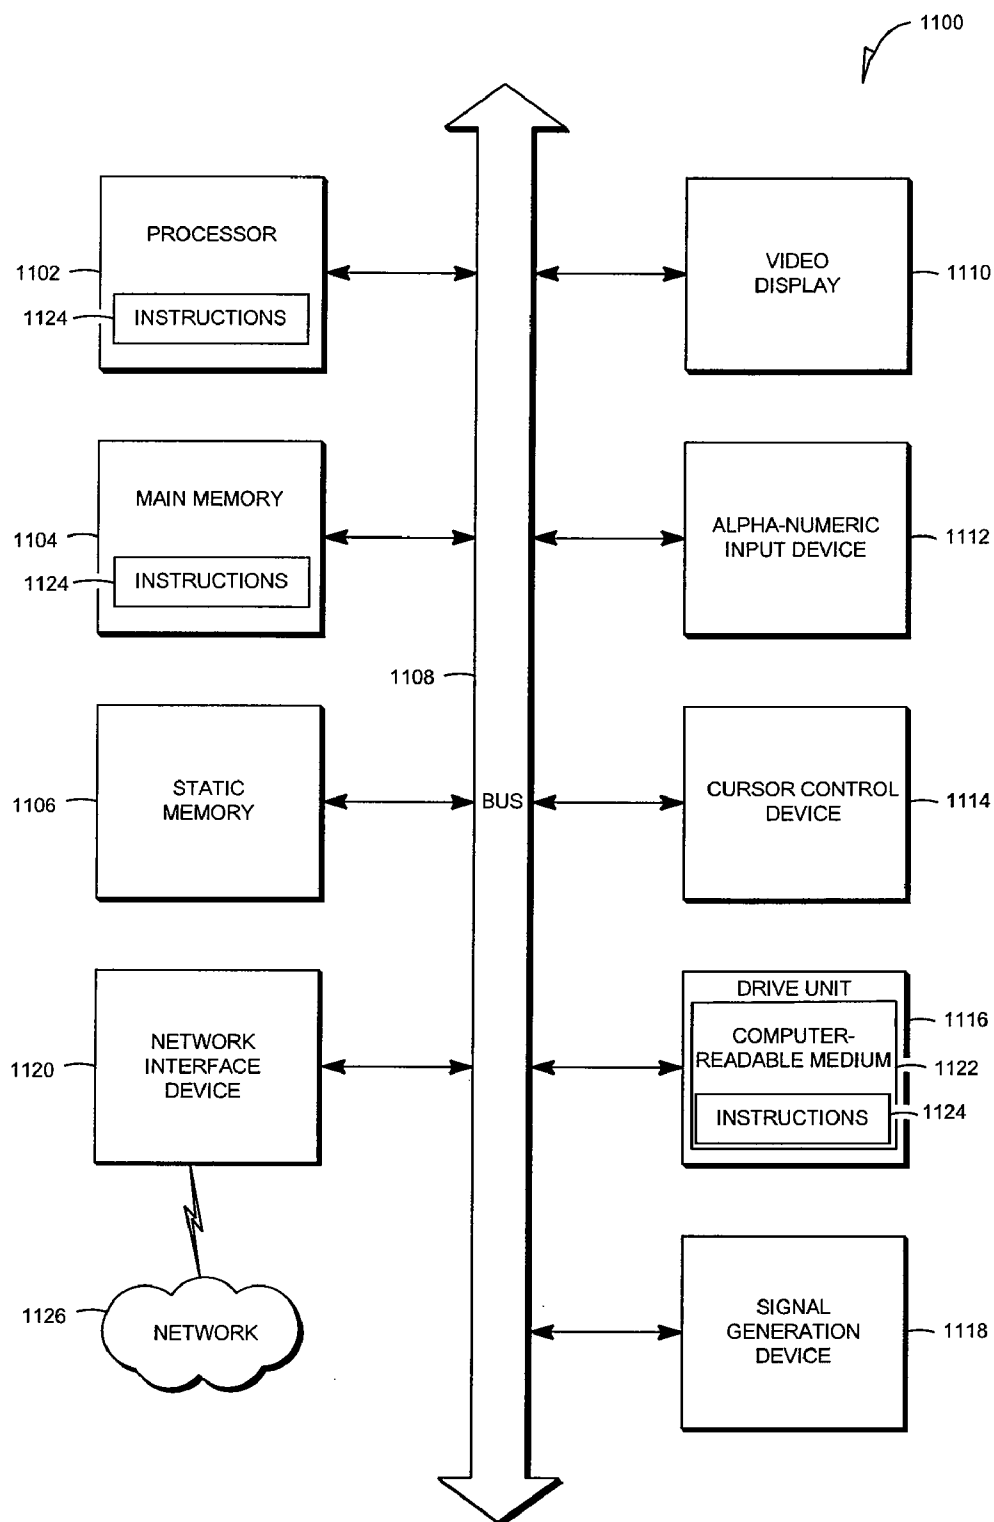 1100
PROCESSOR
1102
1124
INSTRUCTIONS
VIDEO
DISPLAY
1110
MAIN MEMORY
1104
1124
INSTRUCTIONS
ALPHA-NUMERIC
INPUT DEVICE
1112
1108
STATIC
MEMORY
1106
BUS
CURSOR CONTROL
DEVICE
1114
NETWORK
INTERFACE
DEVICE
1120
DRIVE UNIT
1116
COMPUTER-
READABLE MEDIUM
1122
INSTRUCTIONS
1124
1126
NETWORK
SIGNAL
GENERATION
DEVICE
1118